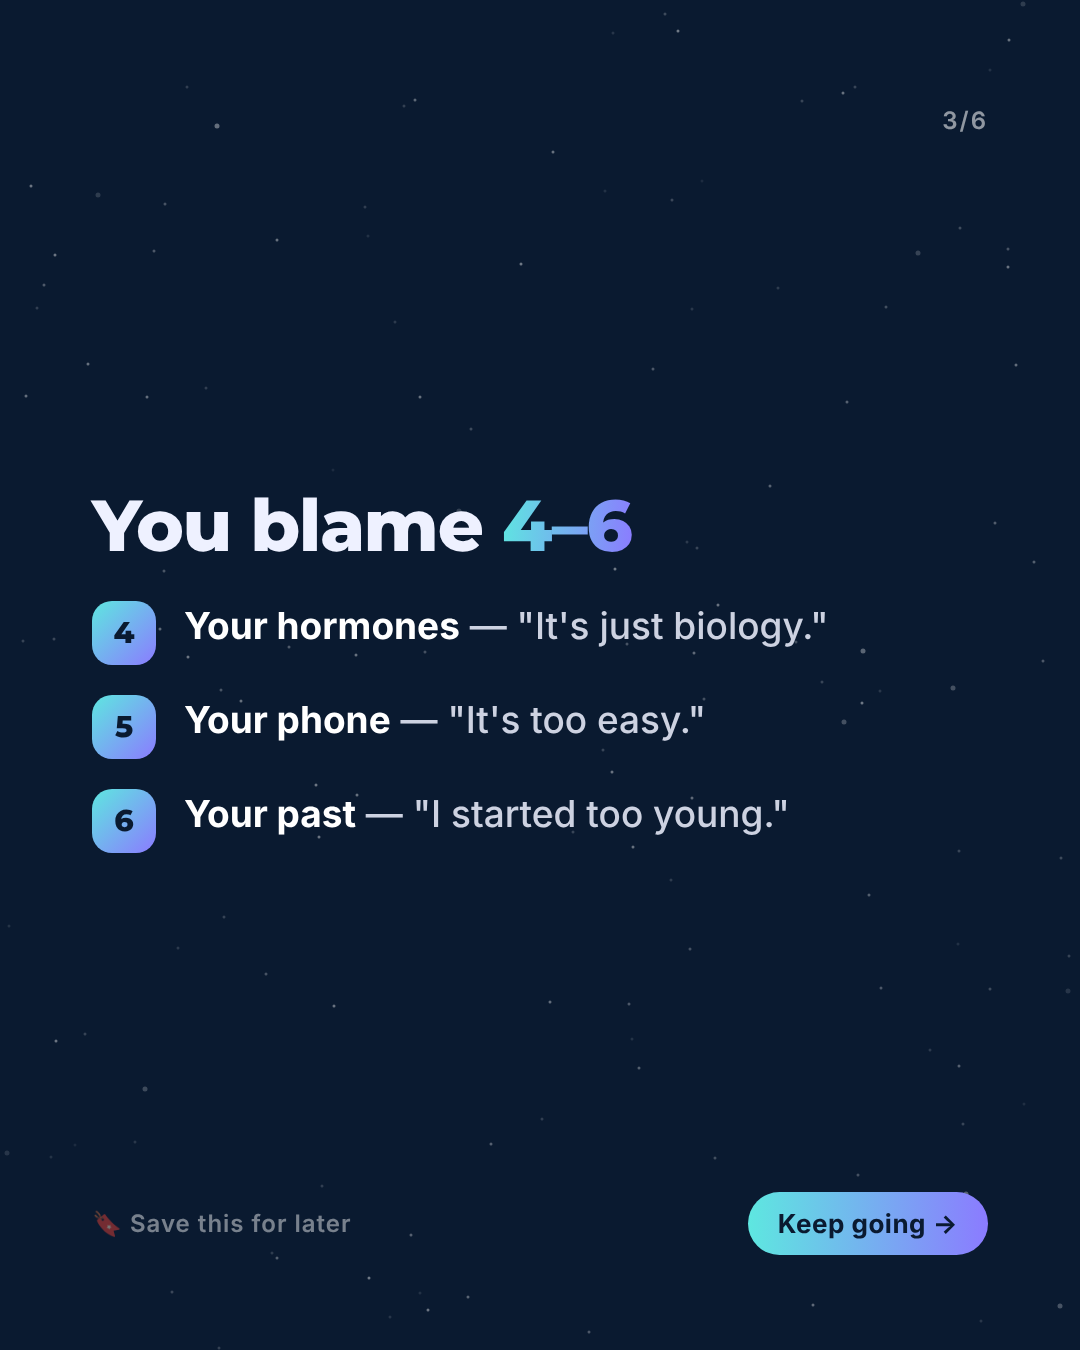 3/6
You blame 4–6
4 Your hormones — "It's just biology."
5 Your phone — "It's too easy."
6 Your past — "I started too young."
🔖 Save this for later
Keep going →